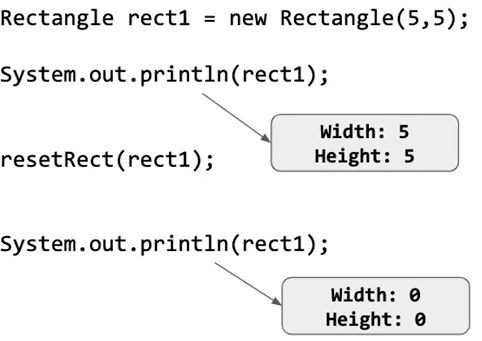 Rectangle rect1 = new Rectangle(5,5);
System.out.println(rect1);
Width: 5
Height: 5
resetRect(rect1);
System.out.println(rect1);
Width: 0
Height: 0